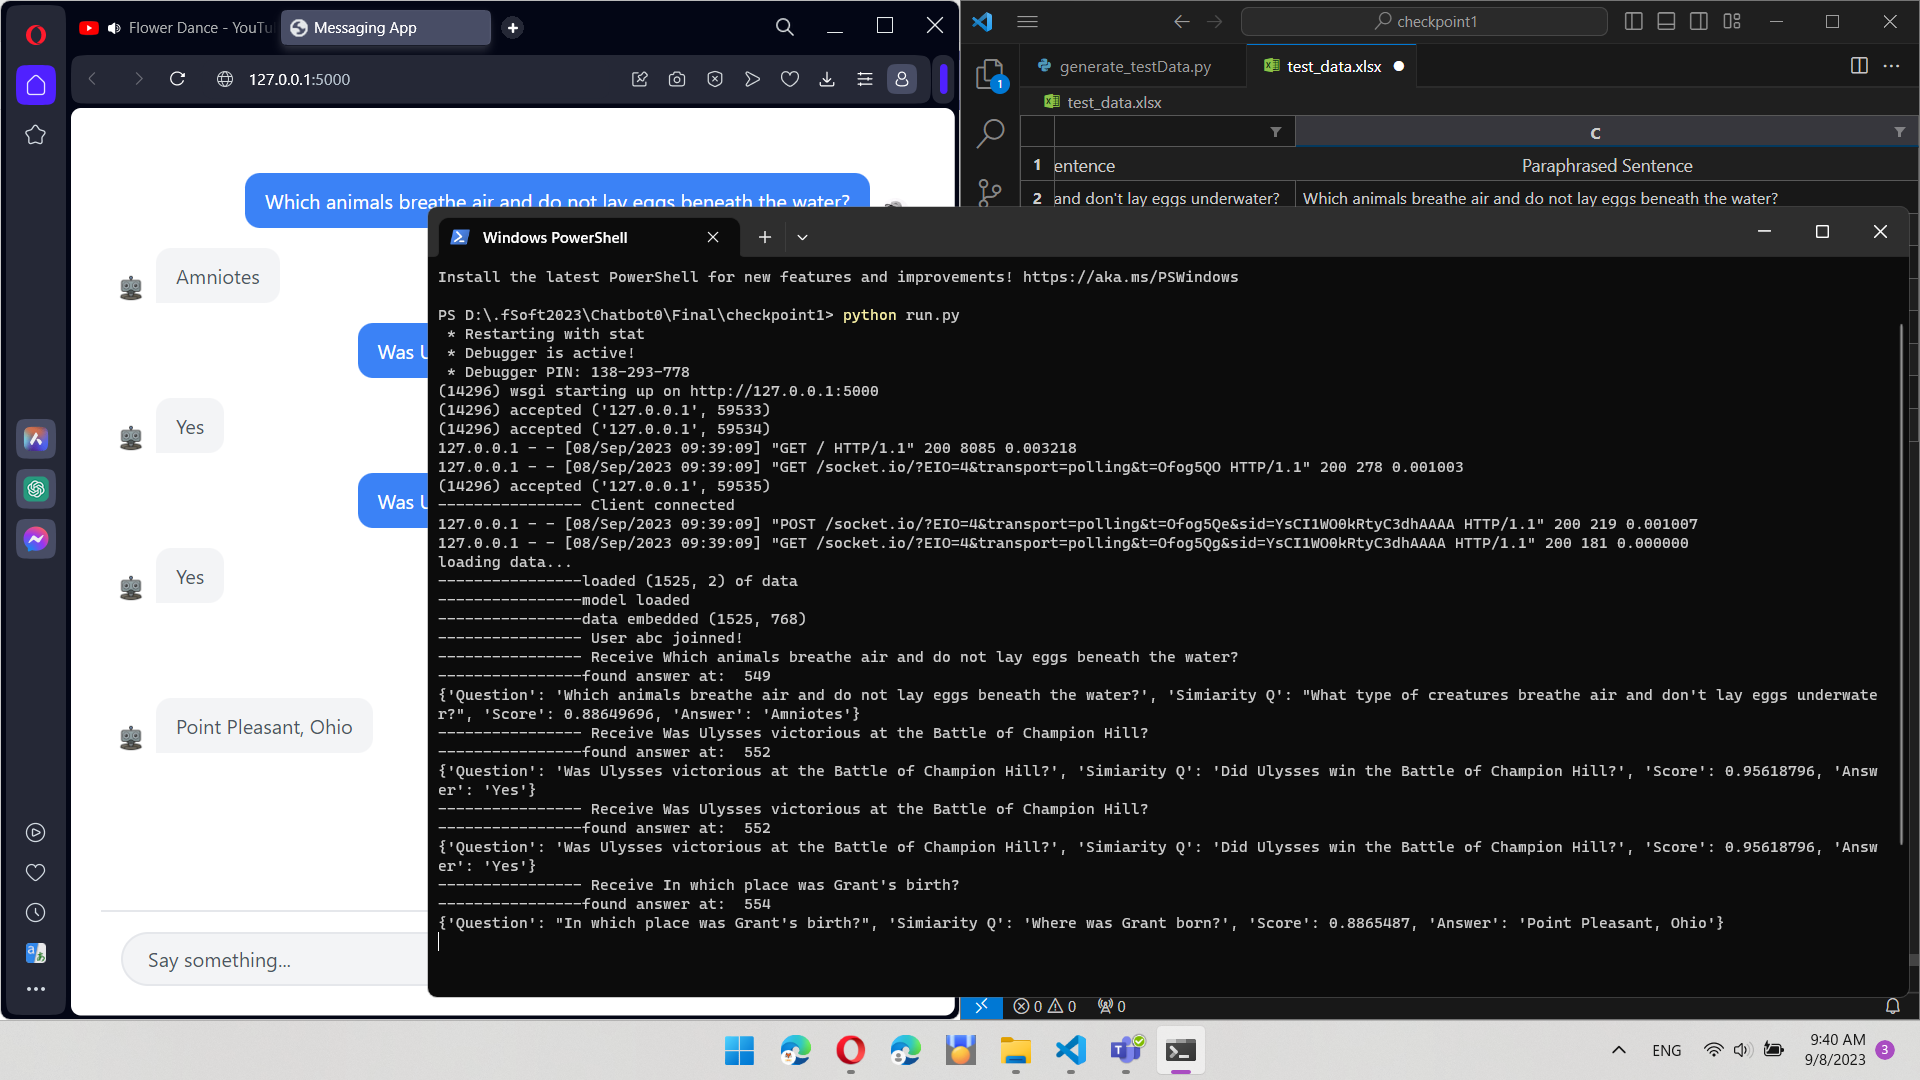 Flower Dance - YouTu
Messaging App
127.0.0.1:5000
Which animals breathe air and do not lay eggs beneath the water?
Amniotes
Was U
Yes
Was U
Yes
Point Pleasant, Ohio
Say something...
checkpoint1
1
generate_testData.py
test_data.xlsx
test_data.xlsx
C
1 entence Paraphrased Sentence
2 and don't lay eggs underwater? Which animals breathe air and do not lay eggs beneath the water?
Windows PowerShell
Install the latest PowerShell for new features and improvements! https://aka.ms/PSWindows
PS D:\.fSoft2023\Chatbot0\Final\checkpoint1> python run.py
 * Restarting with stat
 * Debugger is active!
 * Debugger PIN: 138-293-778
(14296) wsgi starting up on http://127.0.0.1:5000
(14296) accepted ('127.0.0.1', 59533)
(14296) accepted ('127.0.0.1', 59534)
127.0.0.1 - - [08/Sep/2023 09:39:09] "GET / HTTP/1.1" 200 8085 0.003218
127.0.0.1 - - [08/Sep/2023 09:39:09] "GET /socket.io/?EIO=4&transport=polling&t=Ofog5QO HTTP/1.1" 200 278 0.001003
(14296) accepted ('127.0.0.1', 59535)
---------------- Client connected
127.0.0.1 - - [08/Sep/2023 09:39:09] "POST /socket.io/?EIO=4&transport=polling&t=Ofog5Qe&sid=YsCI1WO0kRtyC3dhAAAA HTTP/1.1" 200 219 0.001007
127.0.0.1 - - [08/Sep/2023 09:39:09] "GET /socket.io/?EIO=4&transport=polling&t=Ofog5Qg&sid=YsCI1WO0kRtyC3dhAAAA HTTP/1.1" 200 181 0.000000
loading data...
----------------loaded (1525, 2) of data
----------------model loaded
----------------data embedded (1525, 768)
---------------- User abc joinned!
---------------- Receive Which animals breathe air and do not lay eggs beneath the water?
----------------found answer at:  549
{'Question': 'Which animals breathe air and do not lay eggs beneath the water?', 'Simiarity Q': "What type of creatures breathe air and don't lay eggs underwate
r?", 'Score': 0.88649696, 'Answer': 'Amniotes'}
---------------- Receive Was Ulysses victorious at the Battle of Champion Hill?
----------------found answer at:  552
{'Question': 'Was Ulysses victorious at the Battle of Champion Hill?', 'Simiarity Q': 'Did Ulysses win the Battle of Champion Hill?', 'Score': 0.95618796, 'Answ
er': 'Yes'}
---------------- Receive Was Ulysses victorious at the Battle of Champion Hill?
----------------found answer at:  552
{'Question': 'Was Ulysses victorious at the Battle of Champion Hill?', 'Simiarity Q': 'Did Ulysses win the Battle of Champion Hill?', 'Score': 0.95618796, 'Answ
er': 'Yes'}
---------------- Receive In which place was Grant's birth?
----------------found answer at:  554
{'Question': "In which place was Grant's birth?", 'Simiarity Q': 'Where was Grant born?', 'Score': 0.8865487, 'Answer': 'Point Pleasant, Ohio'}
0 0 0
ENG
9:40 AM
9/8/2023
3